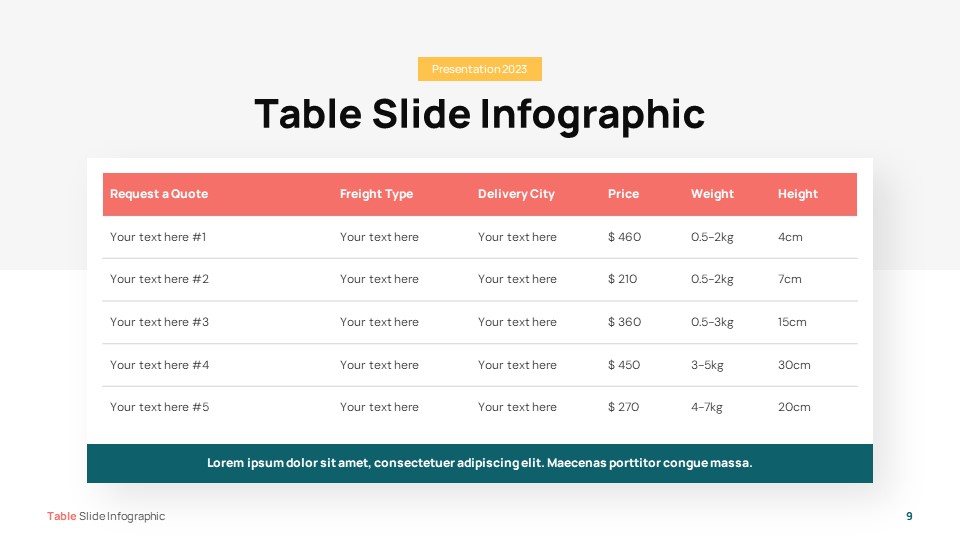 Presentation 2023
Table Slide Infographic
Request a Quote Freight Type Delivery City Price Weight Height
Your text here #1 Your text here Your text here $ 460 0.5-2kg 4cm
Your text here #2 Your text here Your text here $ 210 0.5-2kg 7cm
Your text here #3 Your text here Your text here $ 360 0.5-3kg 15cm
Your text here #4 Your text here Your text here $ 450 3-5kg 30cm
Your text here #5 Your text here Your text here $ 270 4-7kg 20cm
Lorem ipsum dolor sit amet, consectetuer adipiscing elit. Maecenas porttitor congue massa.
Table Slide Infographic 9